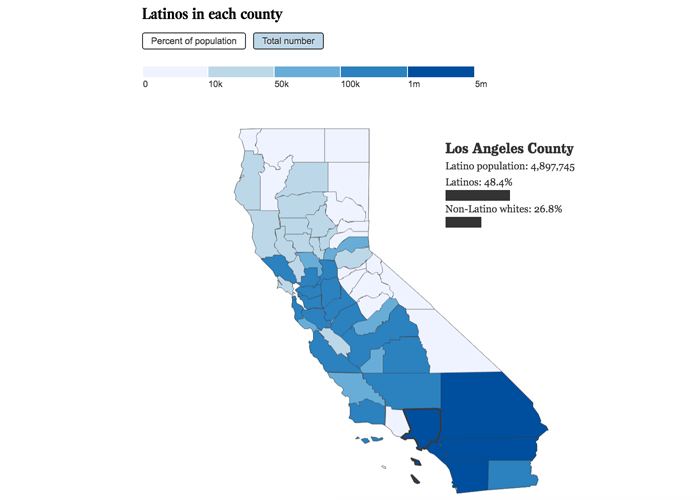 Latinos in each county
Percent of population
Total number
0 10k 50k 100k 1m 5m
Los Angeles County
Latino population: 4,897,745
Latinos: 48.4%
Non-Latino whites: 26.8%